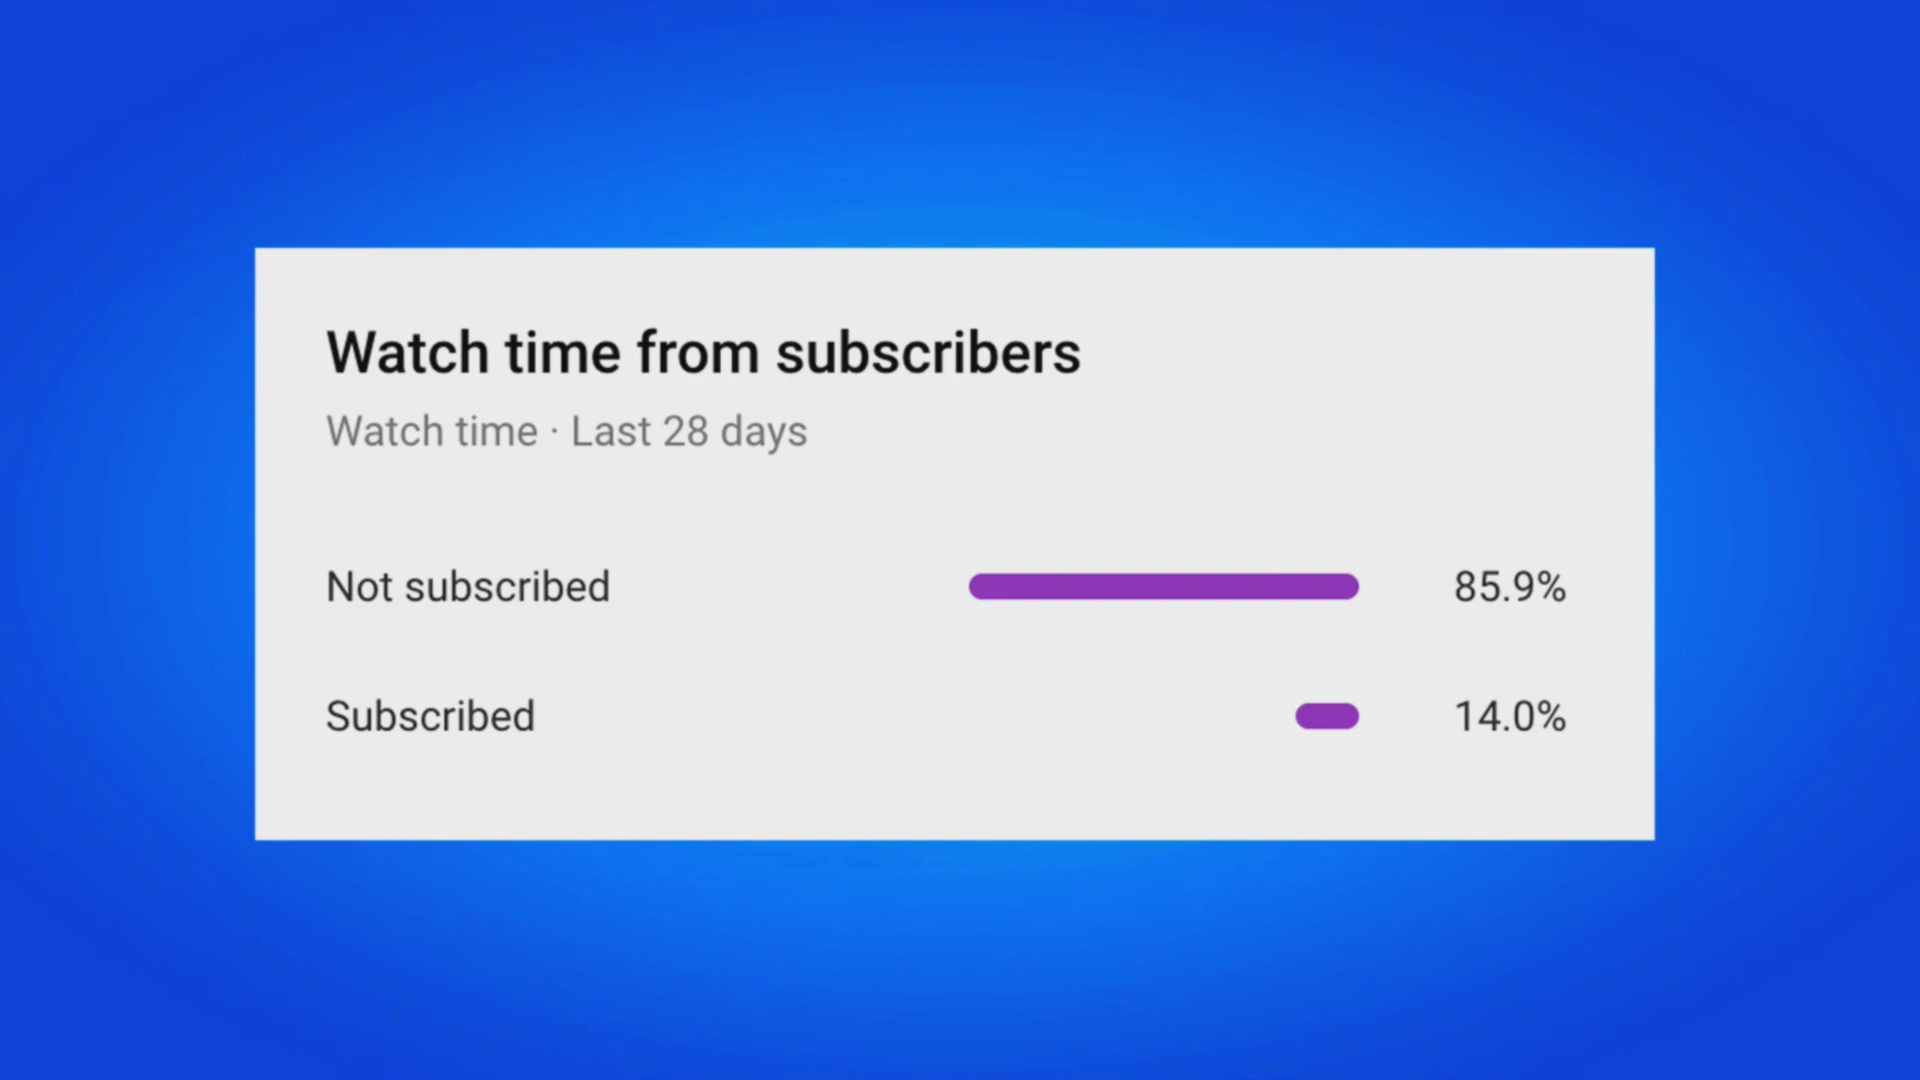 Watch time from subscribers
Watch time · Last 28 days
Not subscribed 85.9%
Subscribed 14.0%